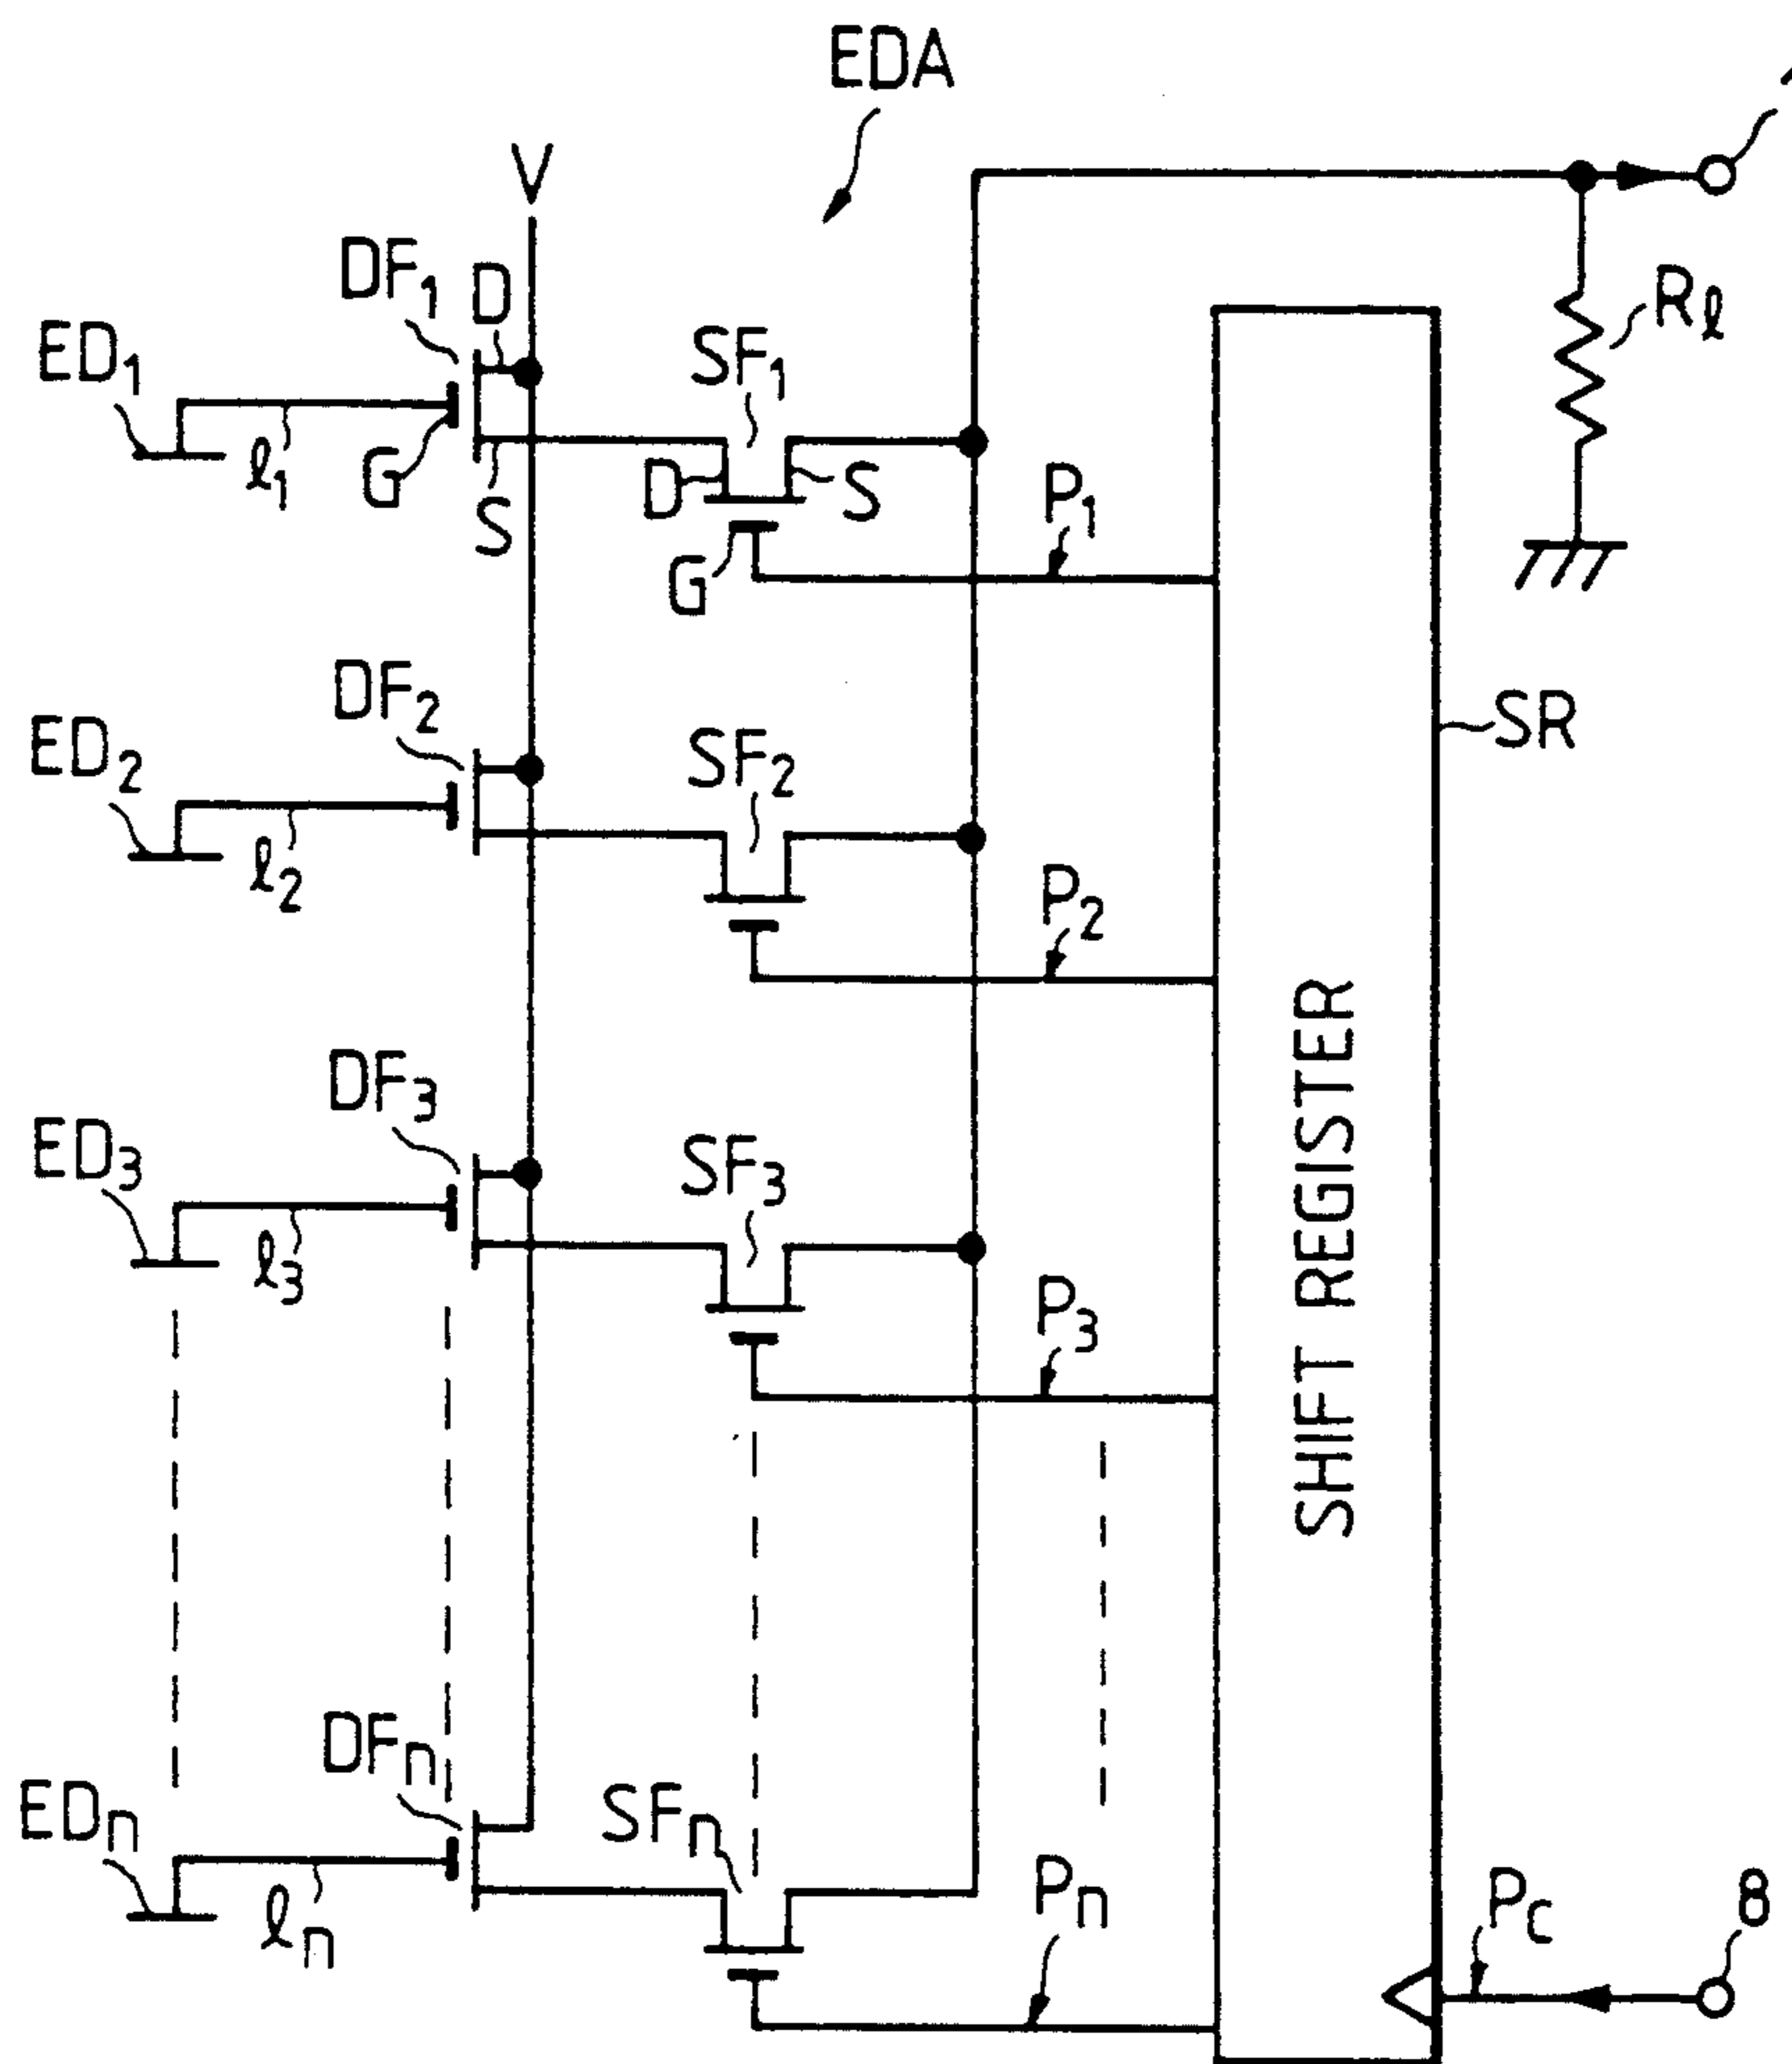 EDA
V
DF1
D
ED1
SF1
Rℓ
ℓ1
G
S
D
S
P1
G
DF2
ED2
SF2
SR
ℓ2
P2
SHIFT REGISTER
DF3
ED3
SF3
ℓ3
P3
DFn
EDn
SFn
ℓn
Pn
PC
8